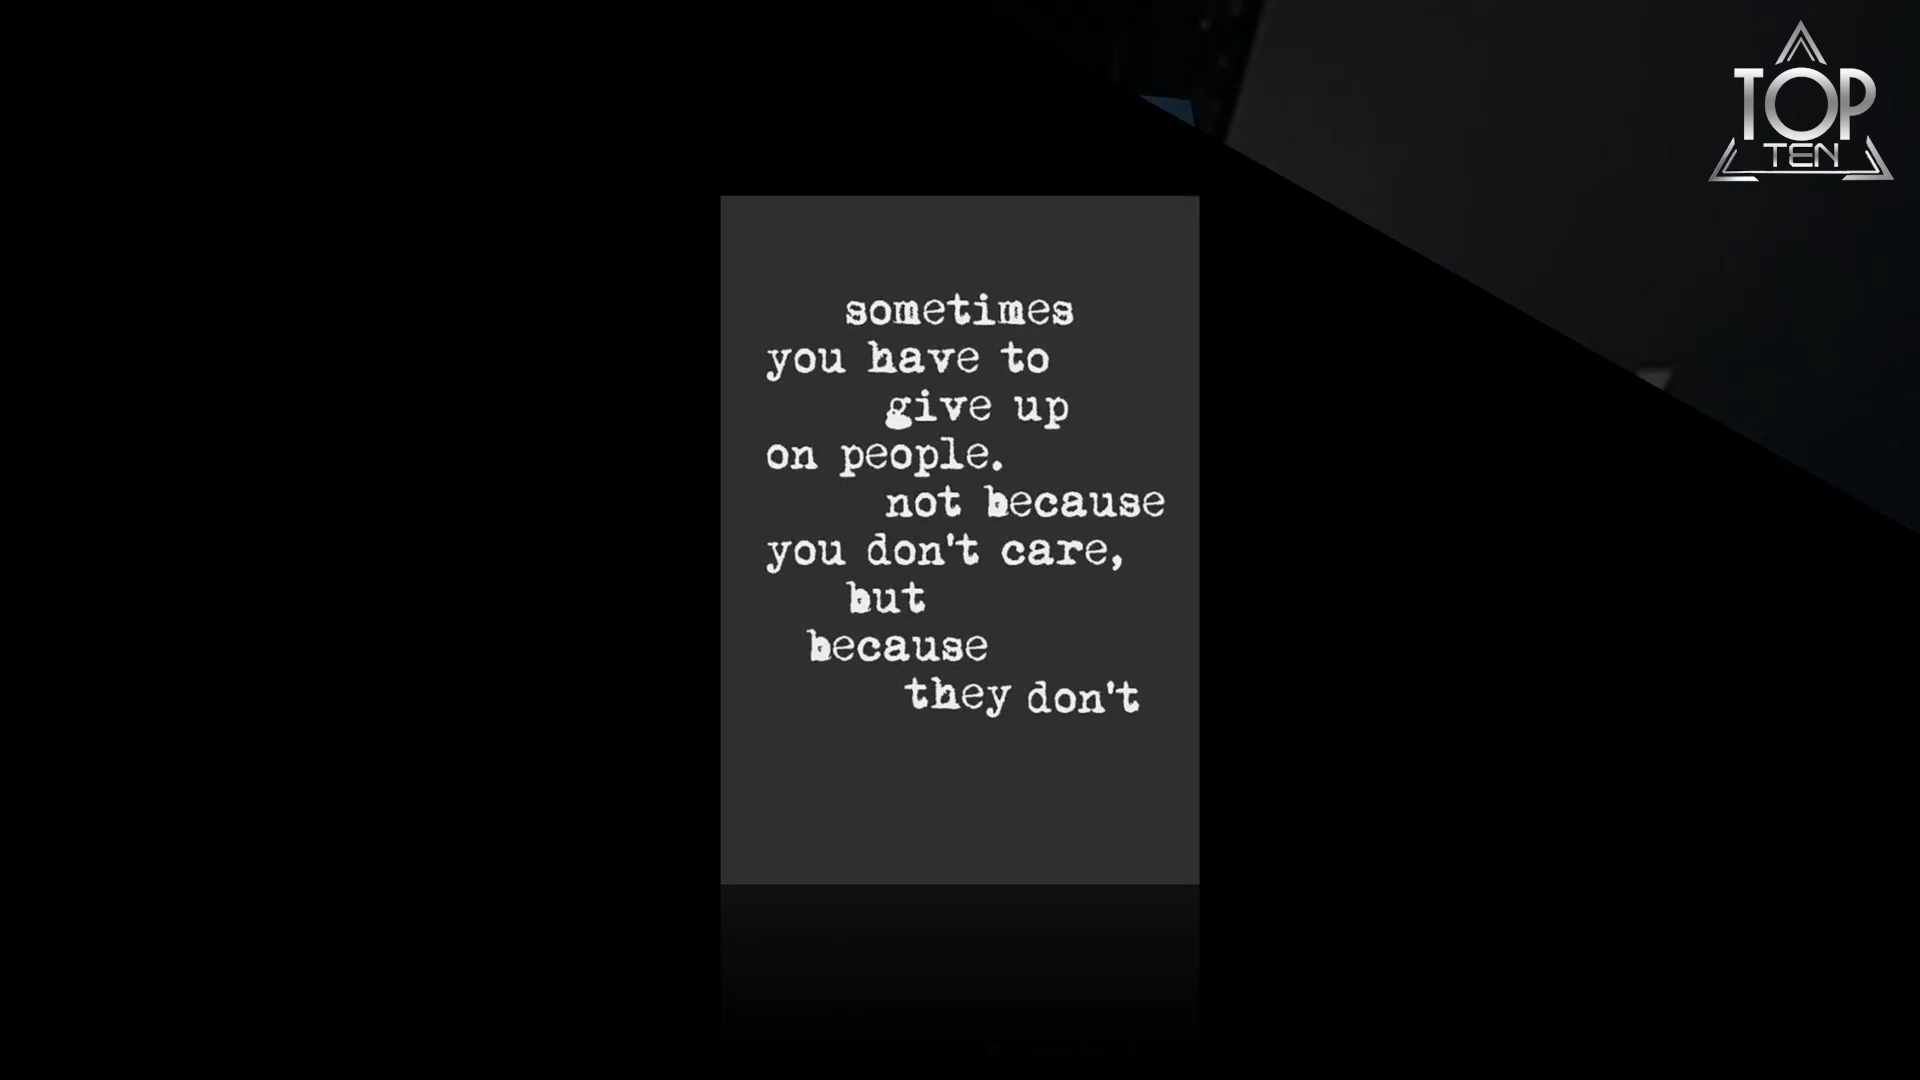 TOP
TEN
sometimes
you have to
give up
on people.
not because
you don't care,
but
because
they don't